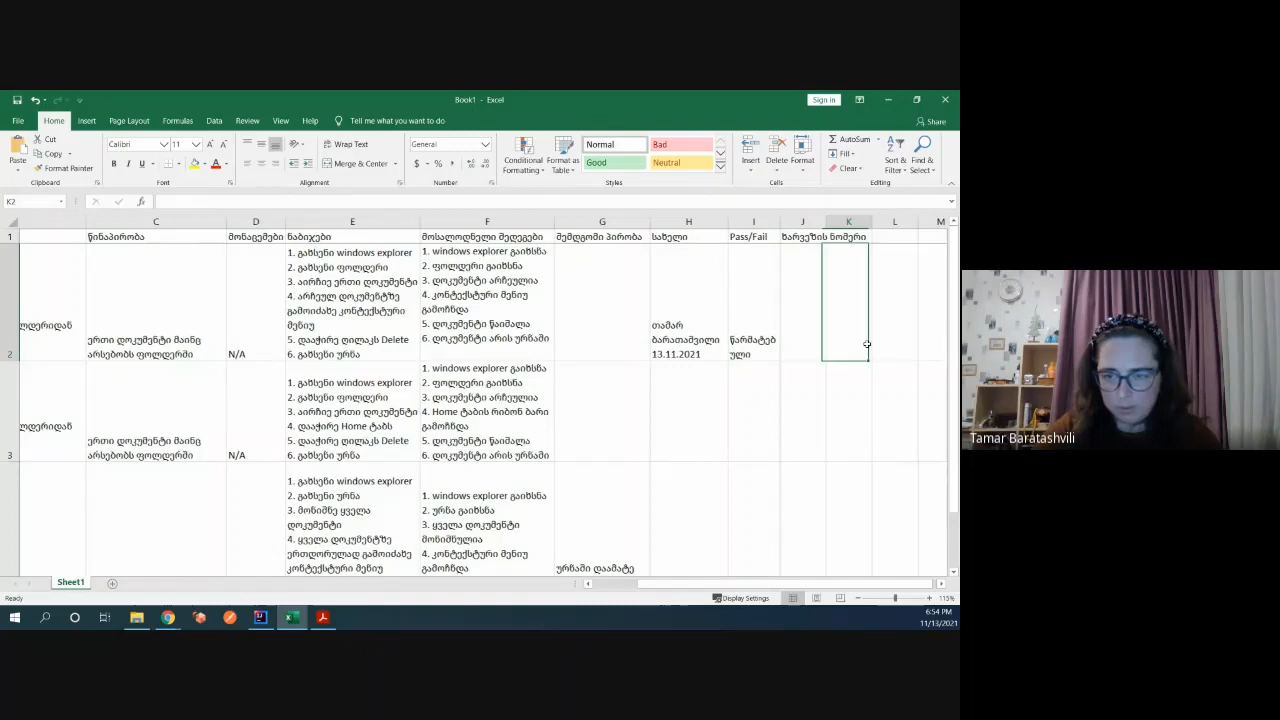 Book1 - Excel
Sign in
File Home Insert Page Layout Formulas Data Review View Help Tell me what you want to do
Share
Paste
Cut
Copy
Format Painter
Clipboard
Calibri 11
B I U
Font
Wrap Text
Merge & Center
Alignment
General
$ % ,
Number
Conditional Formatting
Format as Table
Normal Bad
Good Neutral
Styles
Insert Delete Format
Cells
AutoSum
Fill
Clear
Sort & Filter
Find & Select
Editing
K2
C D E F G H I J K L M
1 წინაპირობა მონაცემები ნაბიჯები მოსალოდნელი შედეგები შემდგომი პირობა სახელი Pass/Fail ხარვეზის ნომერი
ლდერიდან
ერთი დოკუმენტი მაინც
არსებობს ფოლდერში
N/A
1. გახსენი windows explorer
2. გახსენი ფოლდერი
3. აირჩიე ერთი დოკუმენტი
4. არჩეულ დოკუმენტზე
გამოიძახე კონტექსტური
მენიუ
5. დააჭირე ღილაკს Delete
6. გახსენი ურნა
1. windows explorer გაიხსნა
2. ფოლდერი გაიხსნა
3. დოკუმენტი არჩეულია
4. კონტექსტური მენიუ
გამოჩნდა
5. დოკუმენტი წაიშალა
6. დოკუმენტი არის ურნაში
თამარ
ბარათაშვილი
13.11.2021
წარმატებ
ული
2
ლდერიდან
ერთი დოკუმენტი მაინც
არსებობს ფოლდერში
N/A
1. გახსენი windows explorer
2. გახსენი ფოლდერი
3. აირჩიე ერთი დოკუმენტი
4. დააჭირე Home ტაბს
5. დააჭირე ღილაკს Delete
6. გახსენი ურნა
1. windows explorer გაიხსნა
2. ფოლდერი გაიხსნა
3. დოკუმენტი არჩეულია
4. Home ტაბის რიბონ ბარი
გამოჩნდა
5. დოკუმენტი წაიშალა
6. დოკუმენტი არის ურნაში
3
1. გახსენი windows explorer
2. გახსენი ურნა
3. მონიშნე ყველა
დოკუმენტი
4. ყველა დოკუმენტზე
ერთდორულად გამოიძახე
კონტექსტური მენიუ
1. windows explorer გაიხსნა
2. ურნა გაიხსნა
3. ყველა დოკუმენტი
მონიშნულია
4. კონტექსტური მენიუ
გამოჩნდა
ურნაში დაამატე
Sheet1
Ready
Display Settings
115%
6:54 PM
11/13/2021
Tamar Baratashvili